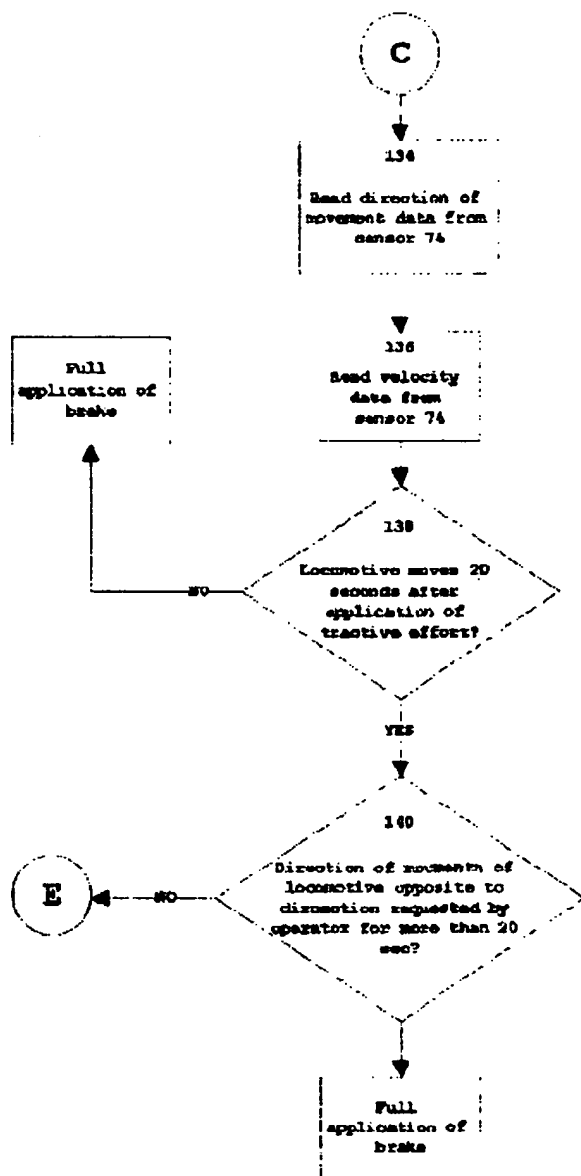 C
134
Read direction of
movement data from
sensor 74
136
Read velocity
data from
sensor 74
Full
application of
brake
138
Locomotive moves 20
seconds after
application of
tractive effort?
NO
YES
140
Direction of movments of
locomotive opposite to
direction requested by
operator for more than 20
sec?
NO
E
Full
application of
brake